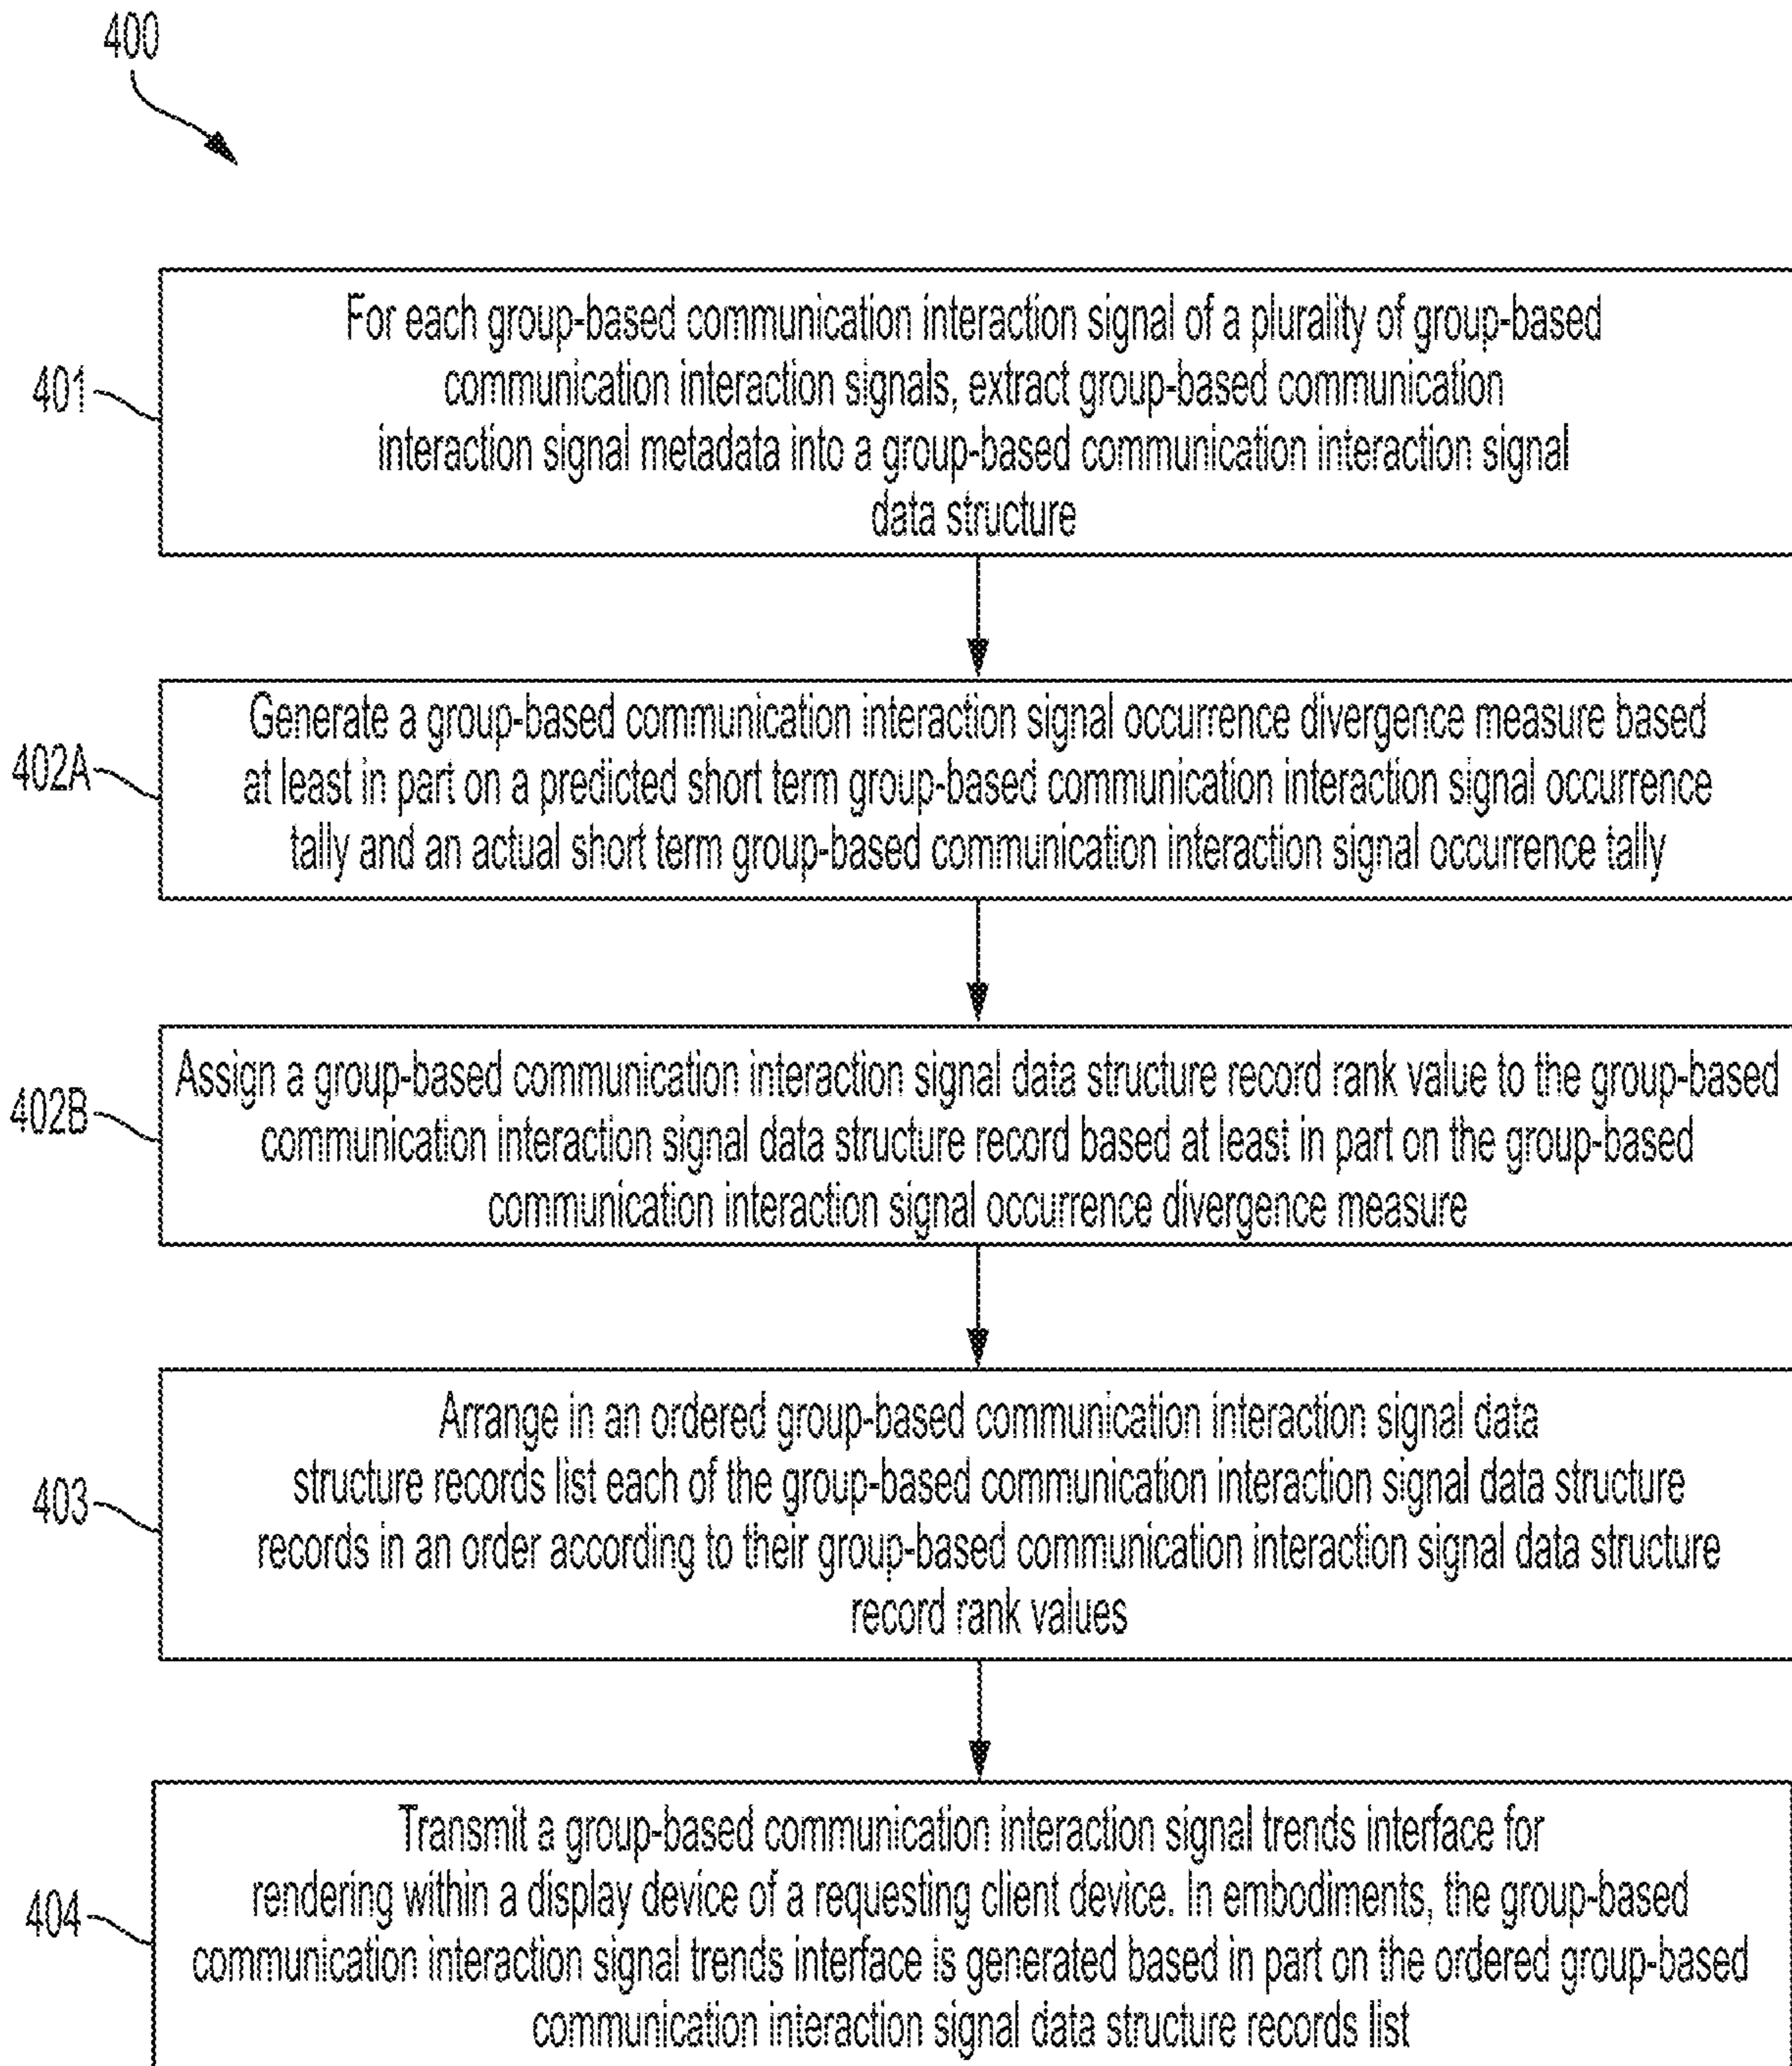 400
401
For each group-based communication interaction signal of a plurality of group-based
communication interaction signals, extract group-based communication
interaction signal metadata into a group-based communication interaction signal
data structure
402A
Generate a group-based communication interaction signal occurrence divergence measure based
at least in part on a predicted short term group-based communication interaction signal occurrence
tally and an actual short term group-based communication interaction signal occurrence tally
402B
Assign a group-based communication interaction signal data structure record rank value to the group-based
communication interaction signal data structure record based at least in part on the group-based
communication interaction signal occurrence divergence measure
403
Arrange in an ordered group-based communication interaction signal data
structure records list each of the group-based communication interaction signal data structure
records in an order according to their group-based communication interaction signal data structure
record rank values
404
Transmit a group-based communication interaction signal trends interface for
rendering within a display device of a requesting client device. In embodiments, the group-based
communication interaction signal trends interface is generated based in part on the ordered group-based
communication interaction signal data structure records list